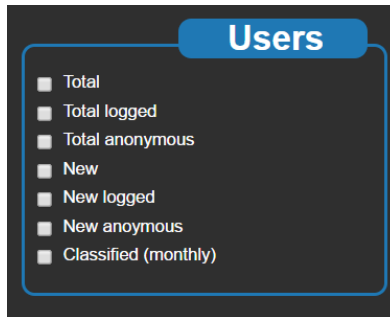 Users
Total
Total logged
Total anonymous
New
New logged
New anoymous
Classified (monthly)